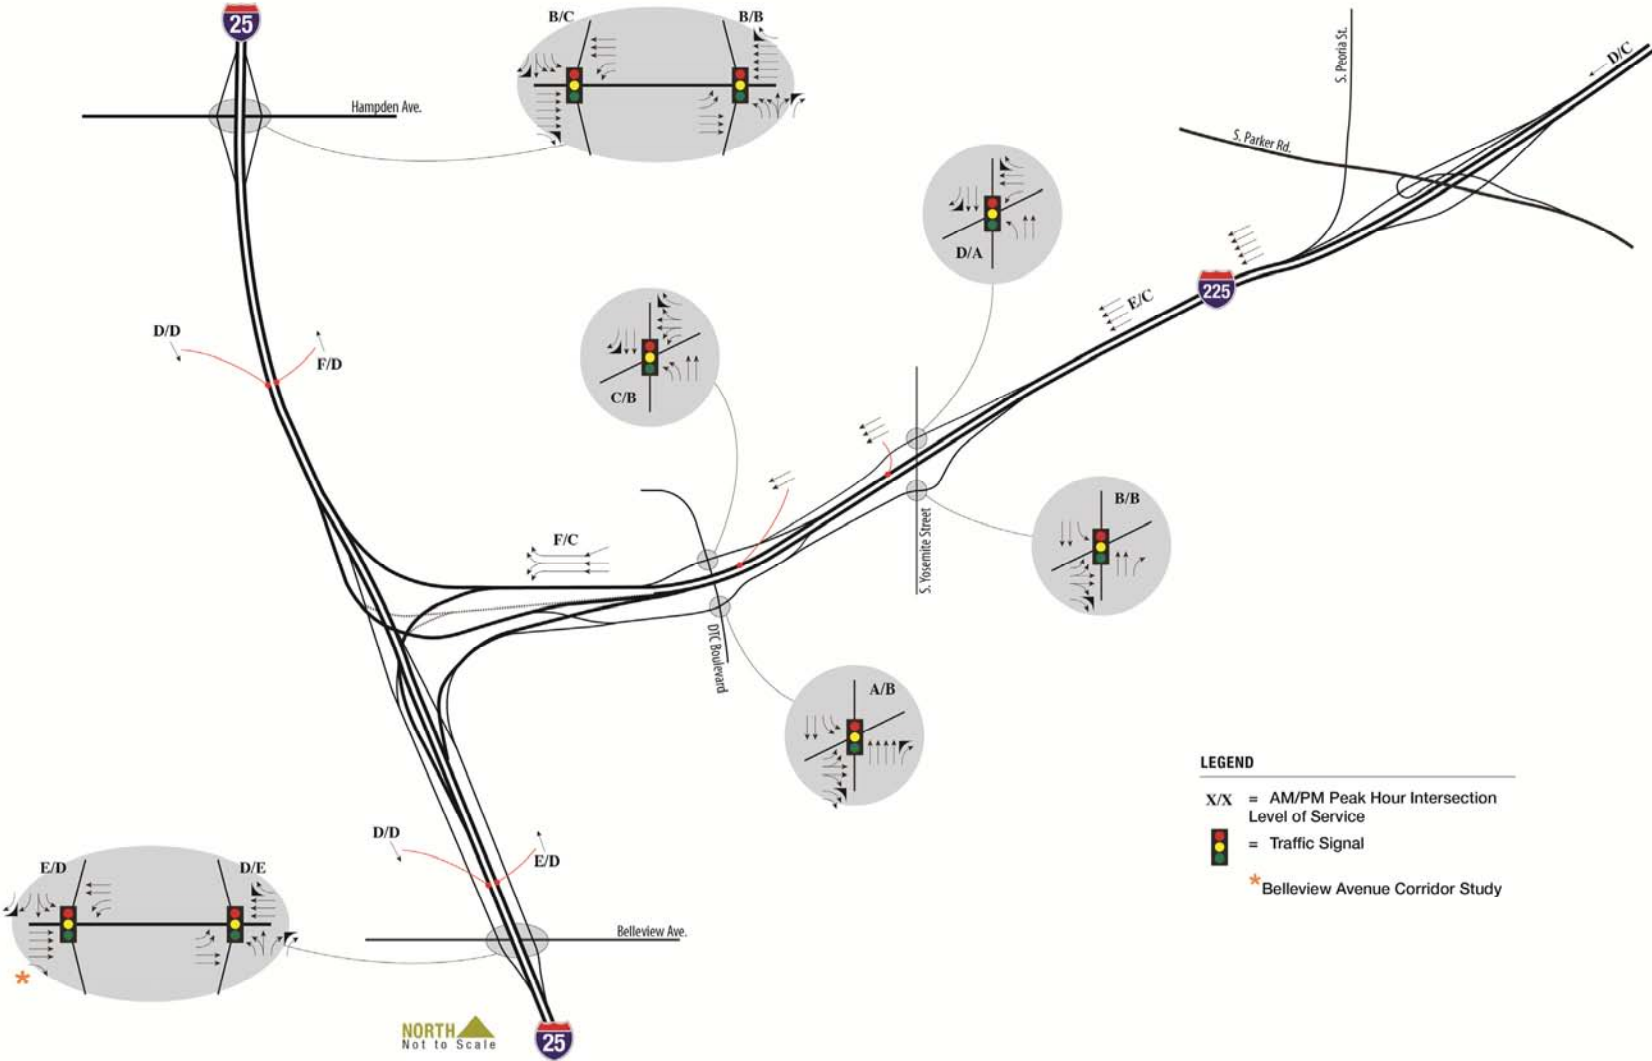 25
B/C
B/B
Hampden Ave.
S. Peoria St.
D/C
S. Parker Rd.
D/A
225
E/C
D/D
F/D
C/B
B/B
S. Yosemite Street
F/C
DTC Boulevard
A/B
D/D
E/D
E/D
D/E
*
Belleview Ave.
NORTH
Not to Scale
25
LEGEND
X/X = AM/PM Peak Hour Intersection
Level of Service
= Traffic Signal
*Belleview Avenue Corridor Study